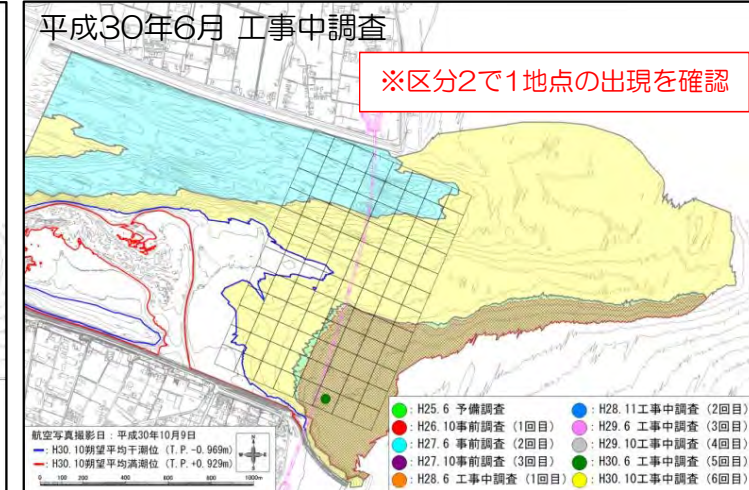 平成30年6月 工事中調査
※区分2で1地点の出現を確認
航空写真撮影日:平成30年10月9日
:H30.10朔望平均干潮位(T.P.-0.969m)
:H30.10朔望平均満潮位(T.P.+0.929m)
0 100 200 400 600 800 1000m
:H25.6 予備調査
:H26.10事前調査(1回目)
:H27.6 事前調査(2回目)
:H27.10事前調査(3回目)
:H28.6 工事中調査(1回目)
:H28.11工事中調査(2回目)
:H29.6 工事中調査(3回目)
:H29.10工事中調査(4回目)
:H30.6 工事中調査(5回目)
:H30.10工事中調査(6回目)